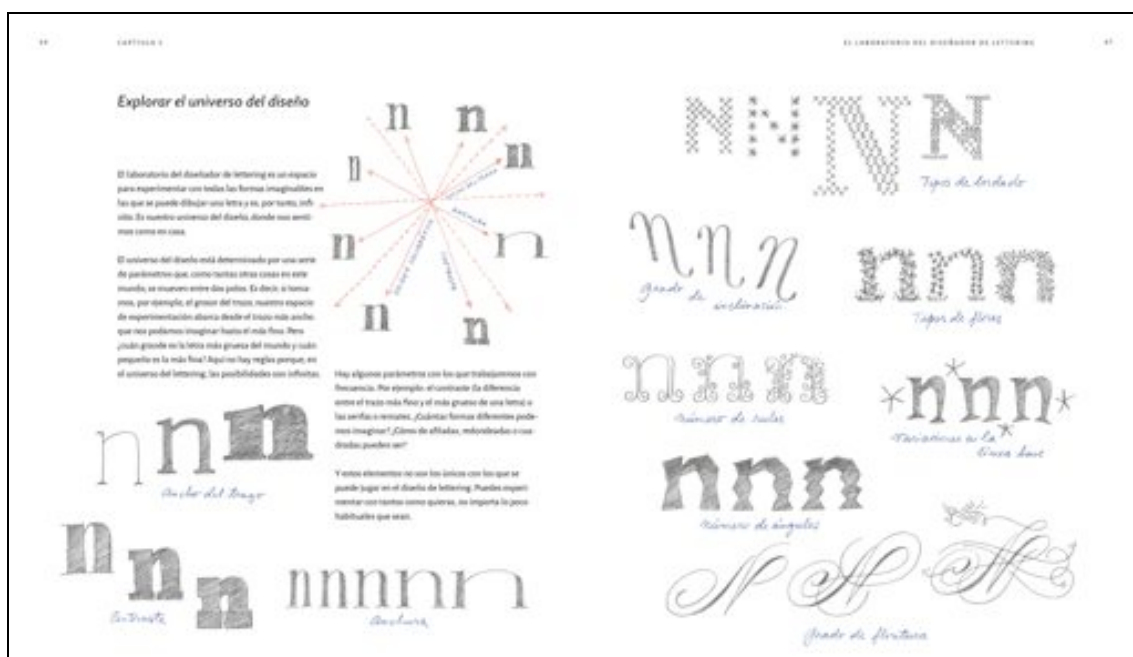 CAPÍTULO 2
Explorar el universo del diseño
El laboratorio del diseñador de lettering es un espacio
para experimentar con todas las formas imaginables en
las que se puede dibujar una letra y es, por tanto, infi-
nito. Es nuestro universo del diseño, donde nos senti-
mos como en casa.
El universo del diseño está determinado por una serie
de parámetros que, como tantas otras cosas en este
mundo, se mueven entre dos polos. Es decir, si toma-
mos, por ejemplo, el grosor del trazo, nuestro espacio
de experimentación abarca desde el trazo más ancho
que nos podamos imaginar hasta el más fino. Pero
¿cuán grande es la letra más gruesa del mundo y cuán
pequeña es la más fina? Aquí no hay reglas porque, en
el universo del lettering, las posibilidades son infinitas.
n n
n n
n n
n n
ANCHURA
CONTRASTE
Hay algunos parámetros con los que trabajaremos con
frecuencia. Por ejemplo: el contraste (la diferencia
entre el trazo más fino y el más grueso de una letra) o
las serifas o remates. ¿Cuántas formas diferentes pode-
mos imaginar? ¿Cómo de afiladas, redondeadas o cua-
dradas pueden ser?
Y estos elementos no son los únicos con los que se
puede jugar en el diseño de lettering. Puedes experi-
mentar con tantos como quieras, no importa lo poco
habituales que sean.
n n n
Ancho del trazo
n n n
Contraste
n n n n n n
Anchura
EL LABORATORIO DEL DISEÑADOR DE LETTERING
N N N N
Tipos de bordado
n n n
grado de
inclinación
n n n
Tipos de flores
n n n
número de rulos
n n n
Variaciones en la
línea base
n n n
número de ángulos
N N N
grado de floritura